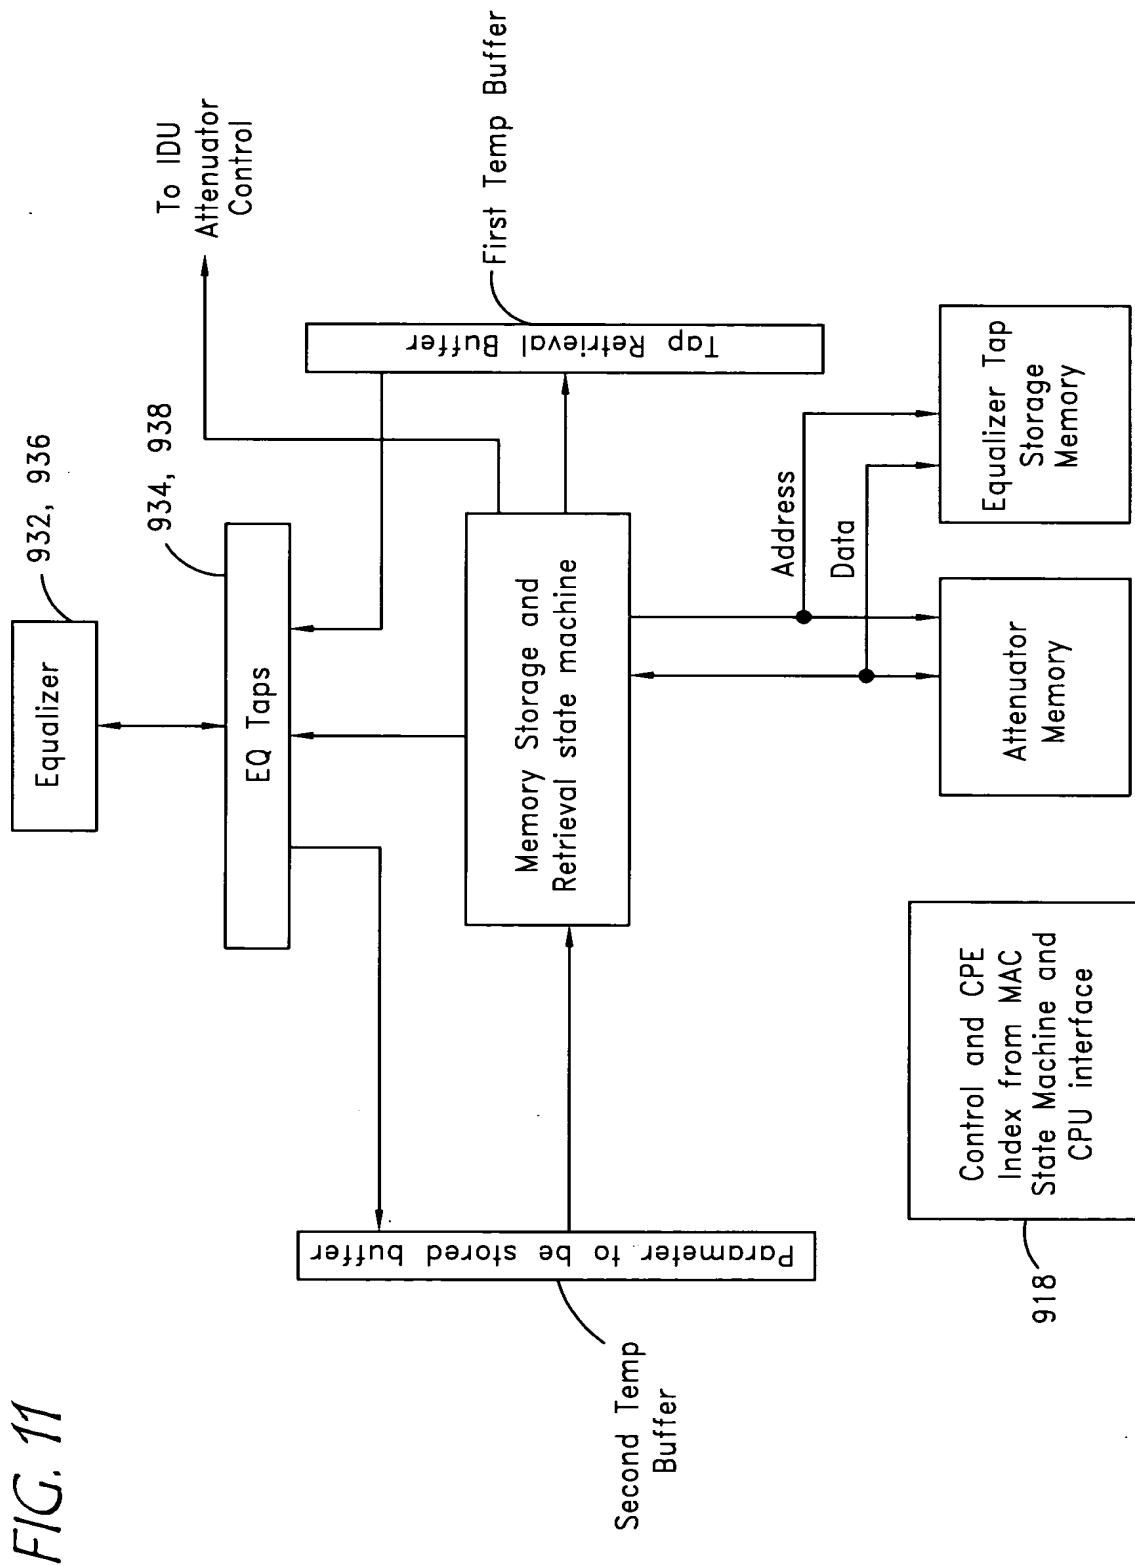 FIG. 11
Equalizer
932, 936
EQ Taps
934, 938
To IDU
Attenuator
Control
Parameter to be stored buffer
Second Temp
Buffer
Memory Storage and
Retrieval state machine
Tap Retrieval Buffer
First Temp Buffer
Address
Data
Control and CPE
Index from MAC
State Machine and
CPU interface
918
Attenuator
Memory
Equalizer Tap
Storage
Memory